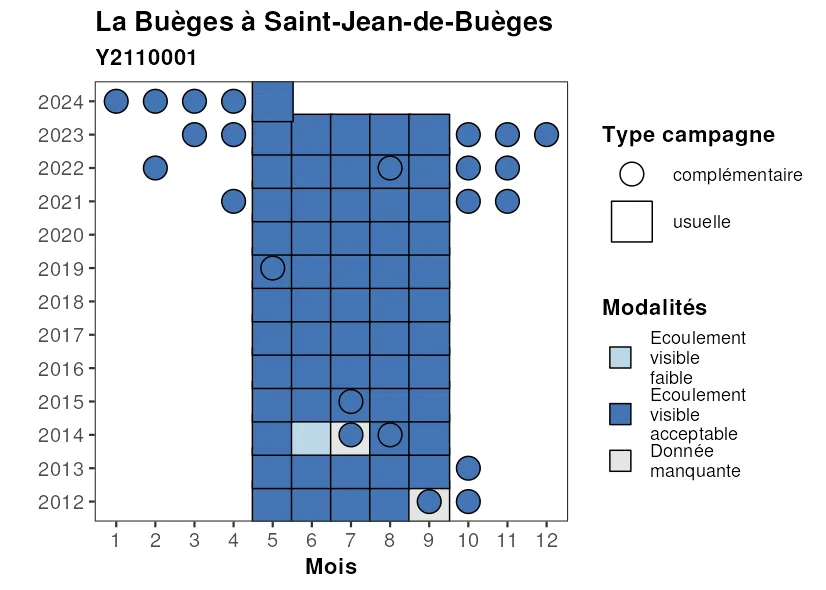 La Buèges à Saint-Jean-de-Buèges
Y2110001
2024
2023
2022
2021
2020
2019
2018
2017
2016
2015
2014
2013
2012
1 2 3 4 5 6 7 8 9 10 11 12
Mois
Type campagne
complémentaire
usuelle
Modalités
Ecoulement
visible
faible
Ecoulement
visible
acceptable
Donnée
manquante